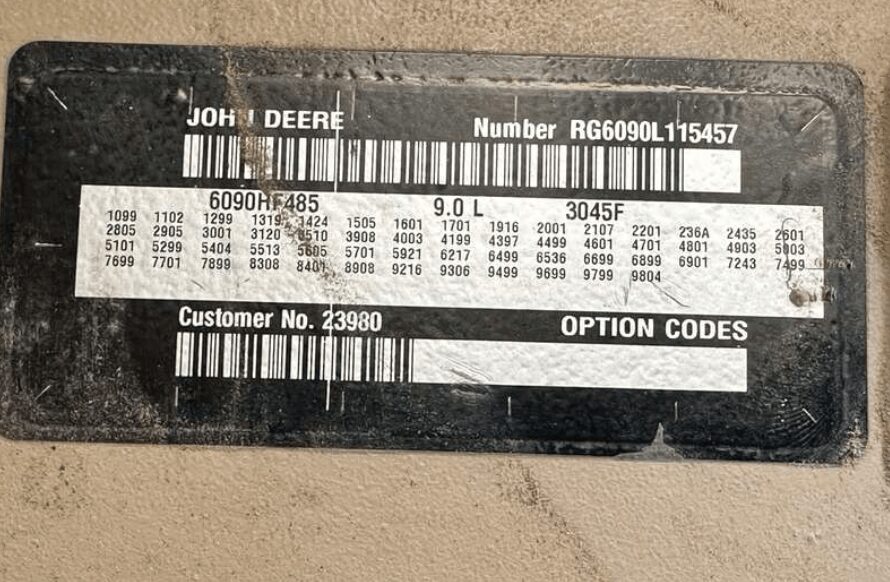 JOHN DEERE Number RG6090L115457
6090HF485 9.0 L 3045F
1099 1102 1299 1319 1424 1505 1601 1701 1916 2001 2107 2201 236A 2435 2601
2805 2905 3001 3120 3510 3908 4003 4199 4397 4499 4601 4701 4801 4903 5003
5101 5299 5404 5513 5605 5701 5921 6217 6499 6536 6699 6899 6901 7243 7499
7699 7701 7899 8308 8401 8908 9216 9306 9499 9699 9799 9804
Customer No. 23980 OPTION CODES